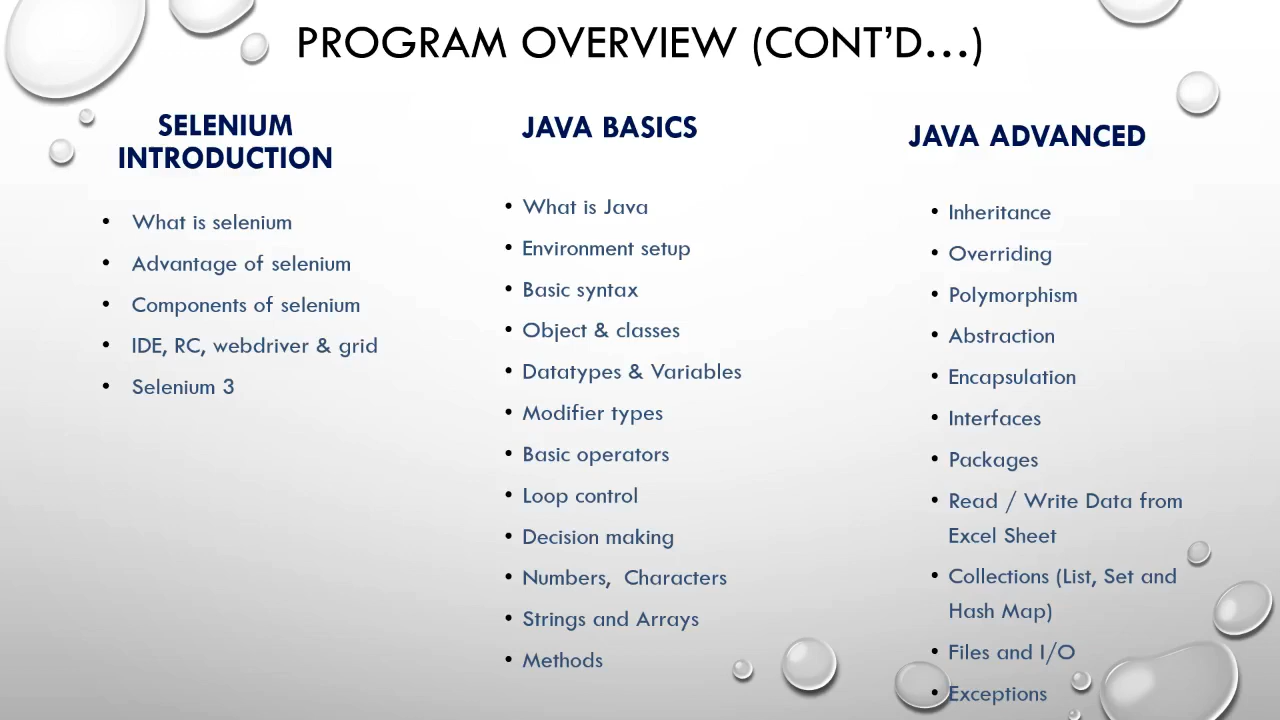 PROGRAM OVERVIEW (CONT’D...)
SELENIUM
INTRODUCTION
• What is selenium
• Advantage of selenium
• Components of selenium
• IDE, RC, webdriver & grid
• Selenium 3
JAVA BASICS
• What is Java
• Environment setup
• Basic syntax
• Object & classes
• Datatypes & Variables
• Modifier types
• Basic operators
• Loop control
• Decision making
• Numbers, Characters
• Strings and Arrays
• Methods
JAVA ADVANCED
• Inheritance
• Overriding
• Polymorphism
• Abstraction
• Encapsulation
• Interfaces
• Packages
• Read / Write Data from
Excel Sheet
• Collections (List, Set and
Hash Map)
• Files and I/O
• Exceptions